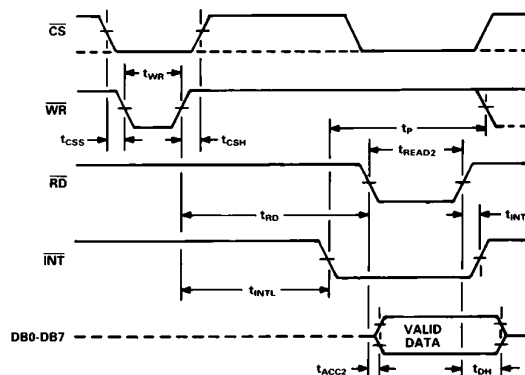 CS
tWR
WR
tCSS
tCSH
tP
tREAD2
RD
tRD
tINT
INT
tINTL
DB0-DB7
VALID
DATA
tACC2
tDH